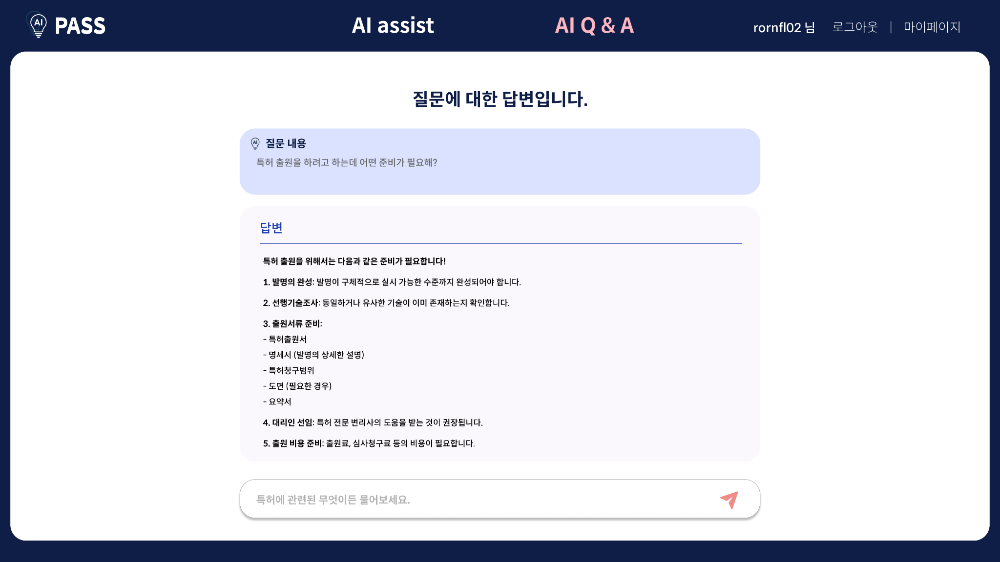 AI PASS
AI assist
AI Q & A
rornfl02 님
로그아웃 | 마이페이지
질문에 대한 답변입니다.
AI 질문 내용
특허 출원을 하려고 하는데 어떤 준비가 필요해?
답변
특허 출원을 위해서는 다음과 같은 준비가 필요합니다!
1. 발명의 완성: 발명이 구체적으로 실시 가능한 수준까지 완성되어야 합니다.
2. 선행기술조사: 동일하거나 유사한 기술이 이미 존재하는지 확인합니다.
3. 출원서류 준비:
- 특허출원서
- 명세서 (발명의 상세한 설명)
- 특허청구범위
- 도면 (필요한 경우)
- 요약서
4. 대리인 선임: 특허 전문 변리사의 도움을 받는 것이 권장됩니다.
5. 출원 비용 준비: 출원료, 심사청구료 등의 비용이 필요합니다.
특허에 관련된 무엇이든 물어보세요.